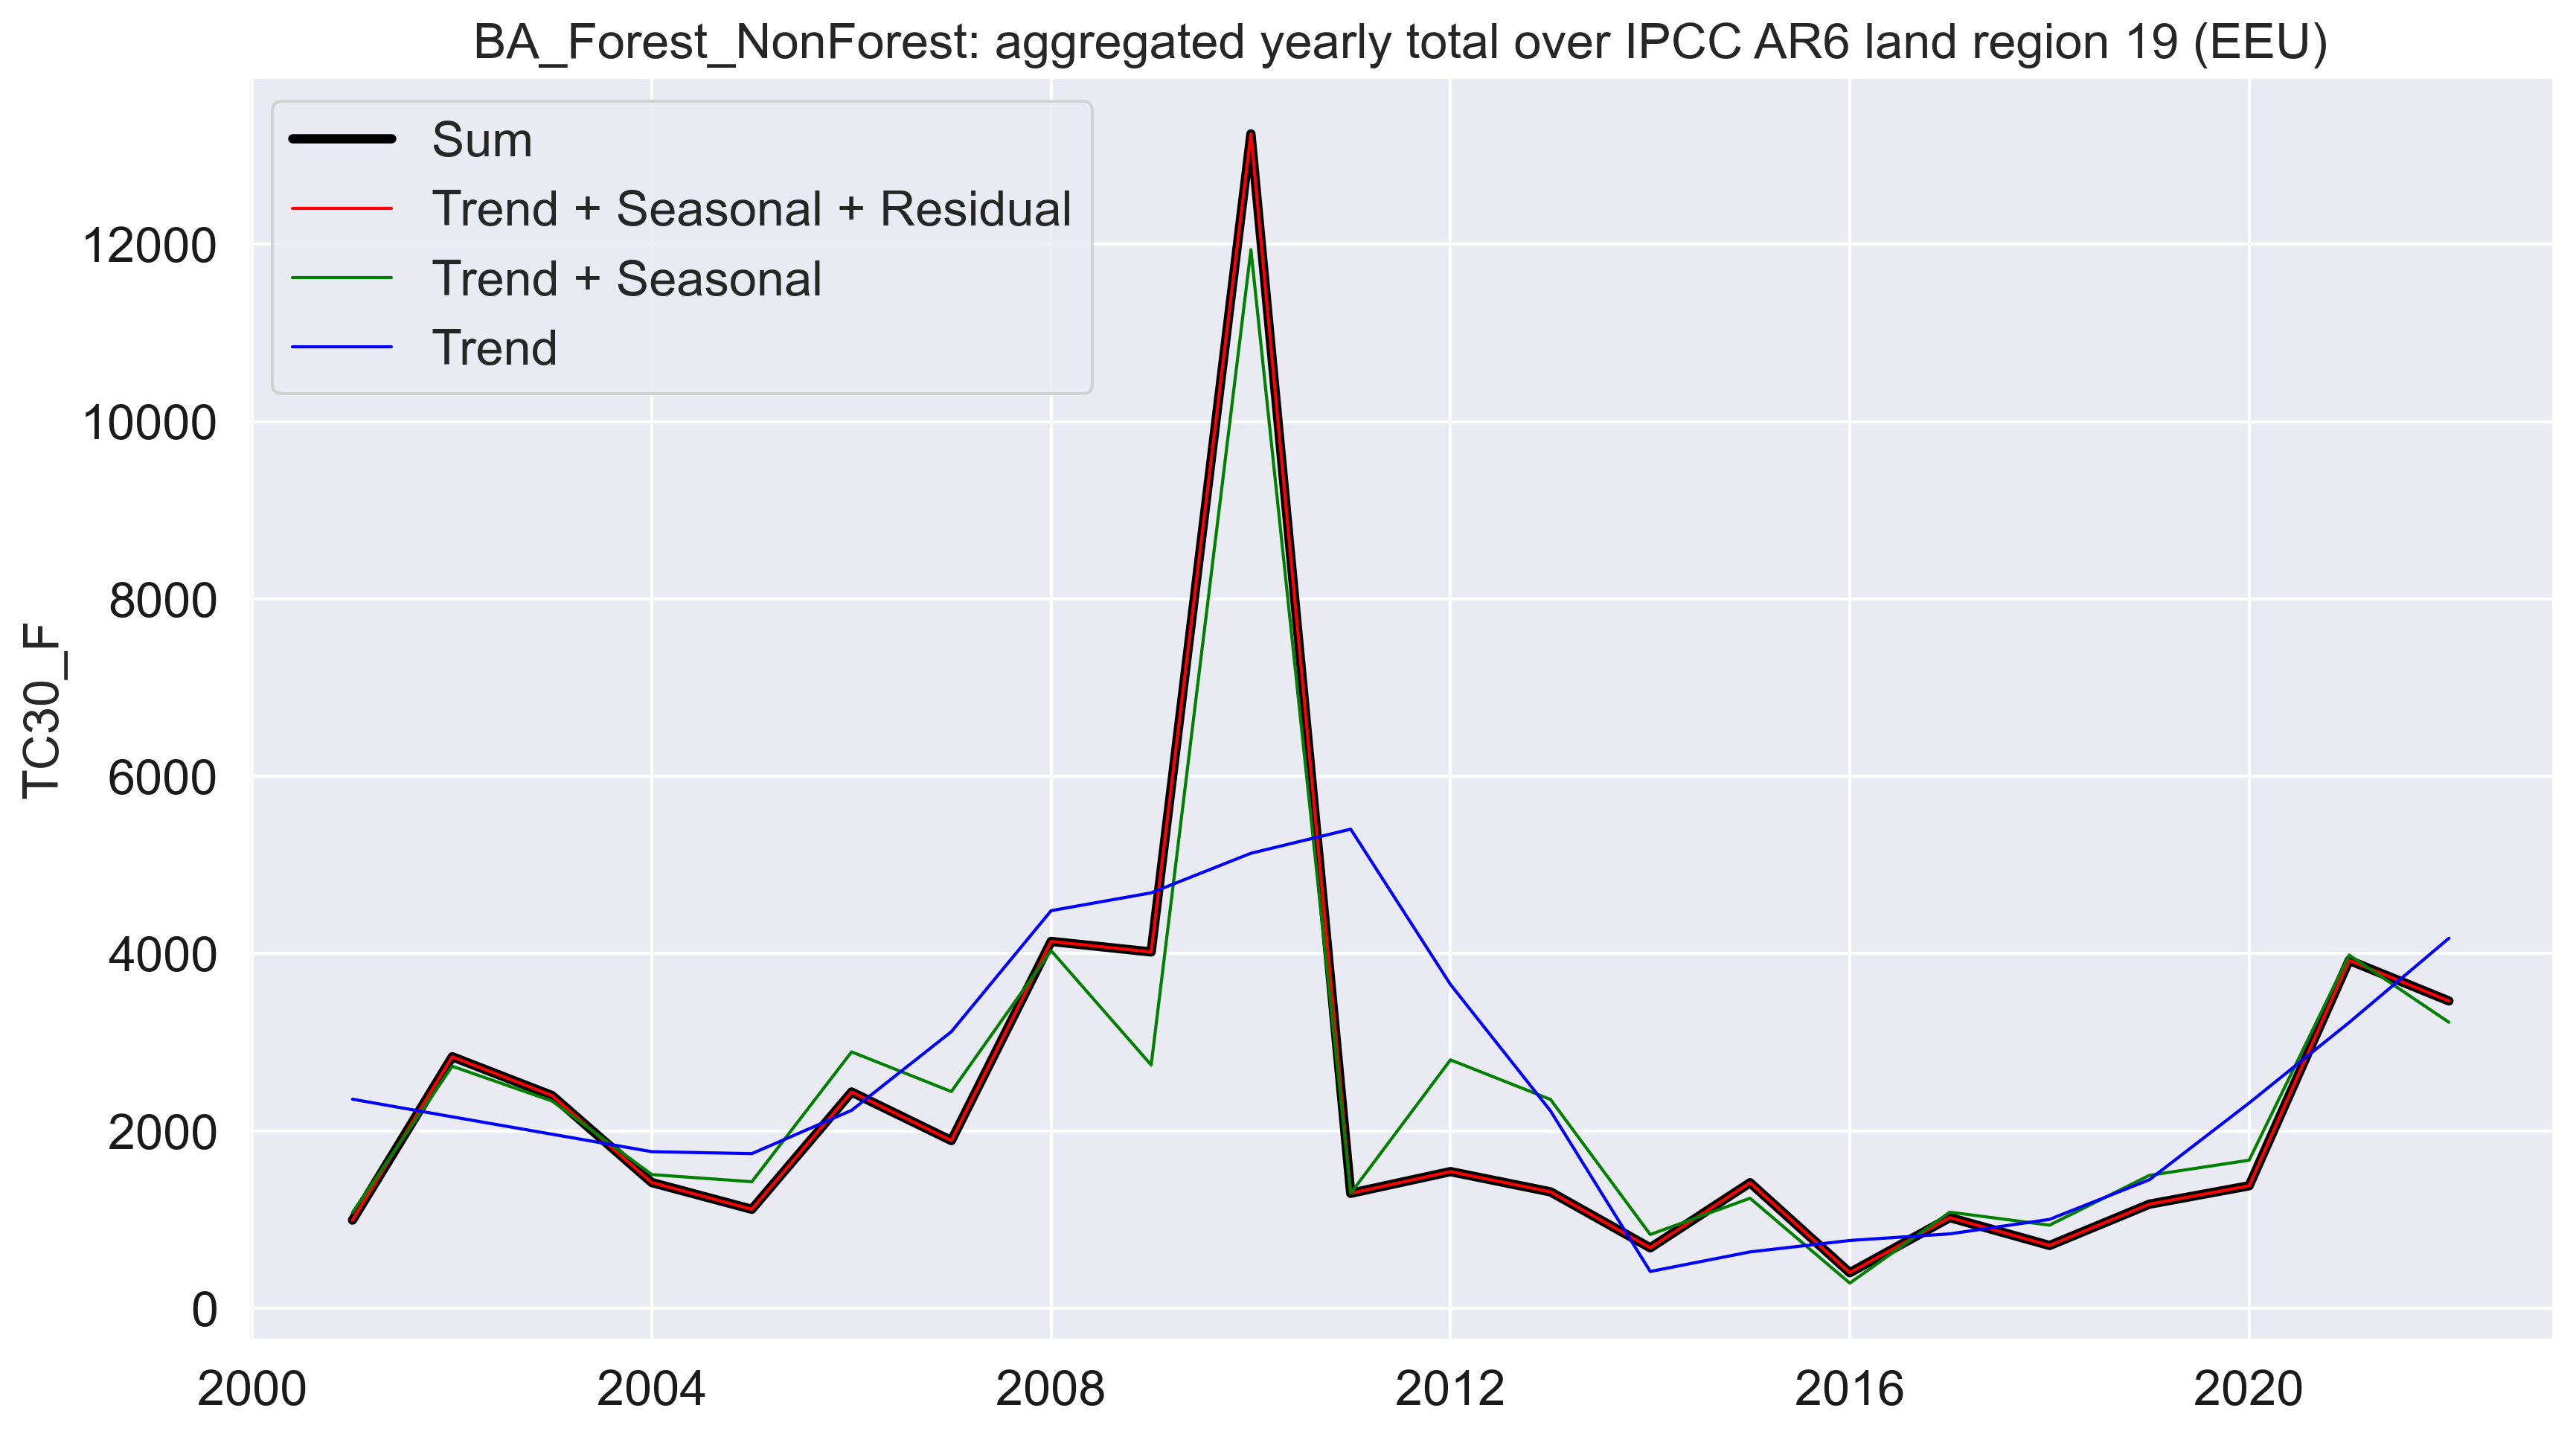 BA_Forest_NonForest: aggregated yearly total over IPCC AR6 land region 19 (EEU)
Sum
Trend + Seasonal + Residual
Trend + Seasonal
Trend
TC30_F
12000
10000
8000
6000
4000
2000
0
2000 2004 2008 2012 2016 2020